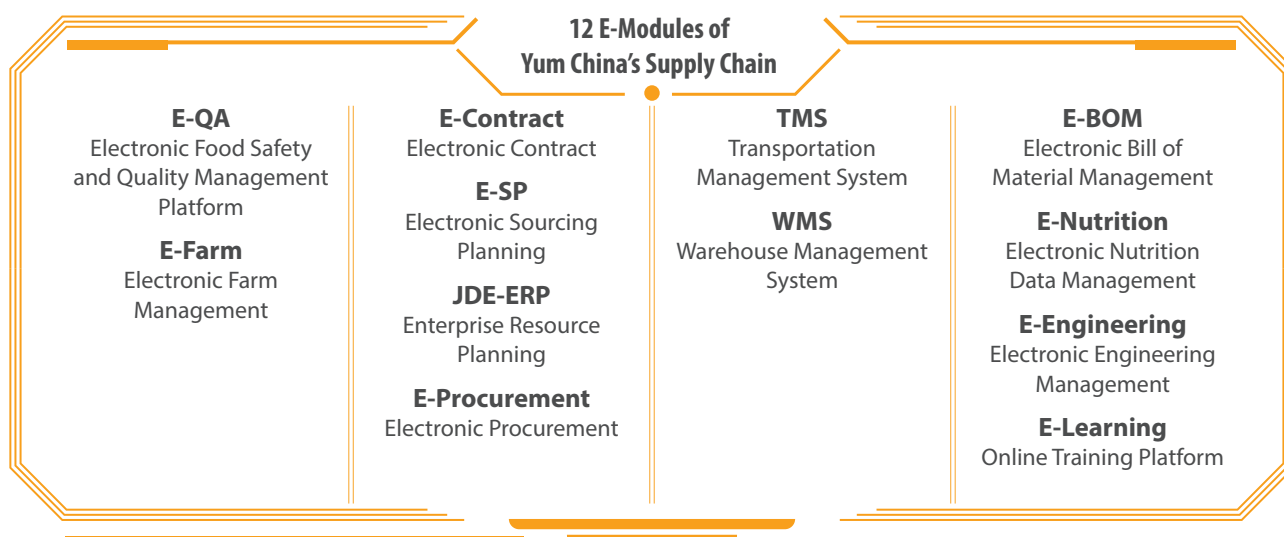 12 E-Modules of
Yum China's Supply Chain
E-QA
Electronic Food Safety
and Quality Management
Platform
E-Farm
Electronic Farm
Management
E-Contract
Electronic Contract
E-SP
Electronic Sourcing
Planning
JDE-ERP
Enterprise Resource
Planning
E-Procurement
Electronic Procurement
TMS
Transportation
Management System
WMS
Warehouse Management
System
E-BOM
Electronic Bill of
Material Management
E-Nutrition
Electronic Nutrition
Data Management
E-Engineering
Electronic Engineering
Management
E-Learning
Online Training Platform